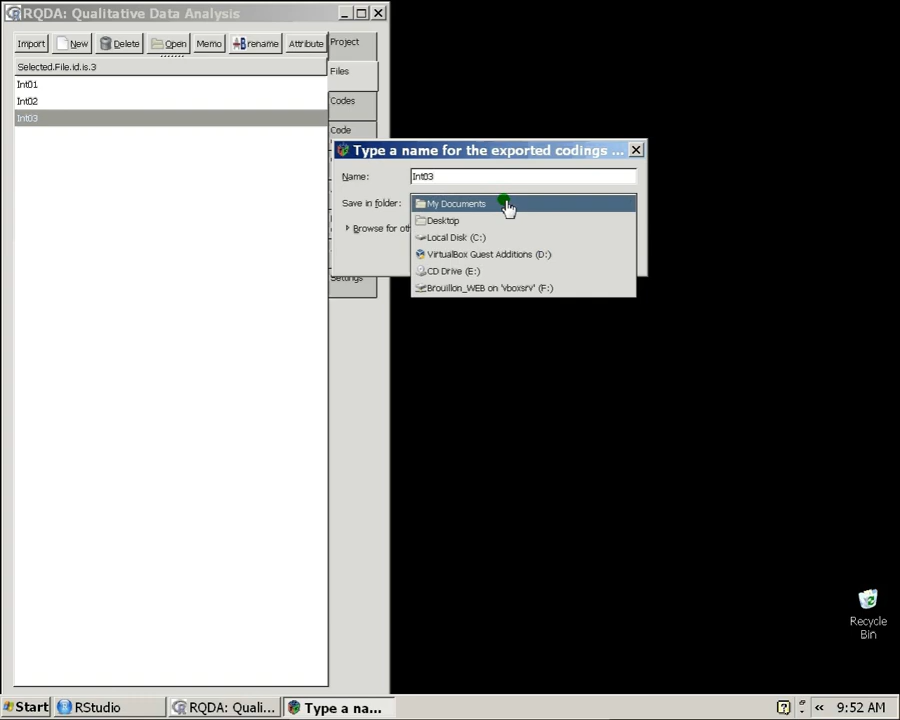 RQDA: Qualitative Data Analysis
Import New Delete Open Memo rename Attribute
Project
Files
Codes
Code
Settings
Selected.File.id.is.3
Int01
Int02
Int03
Type a name for the exported codings ...
Name: Int03
Save in folder: My Documents
Browse for ot
Desktop
Local Disk (C:)
VirtualBox Guest Additions (D:)
CD Drive (E:)
Brouillon_WEB on 'vboxsrv' (F:)
Recycle
Bin
Start RStudio RQDA: Quali... Type a na... « 9:52 AM